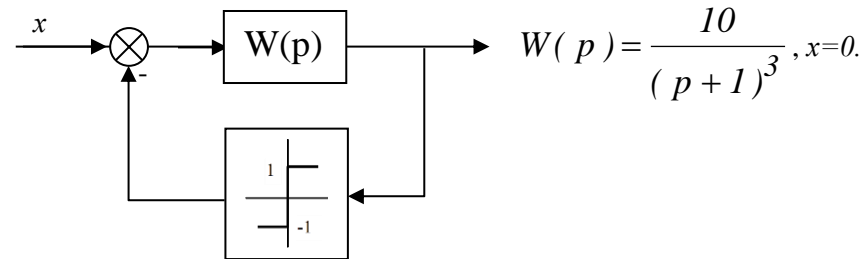 x W(p) W( p ) = 10 / ( p + 1 )³ , x=0.
-
1
-1